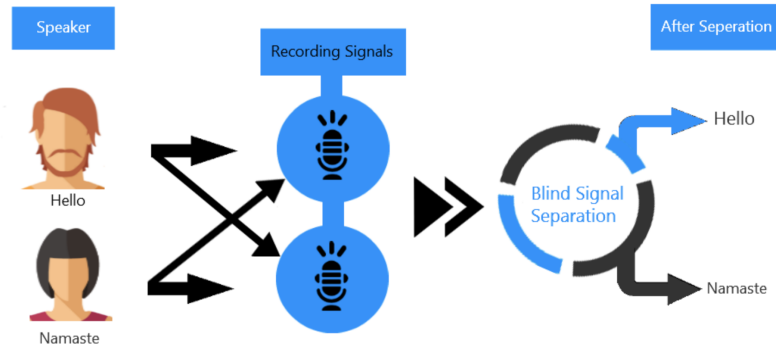 Speaker
Recording Signals
After Seperation
Hello
Namaste
Blind Signal
Separation
Hello
Namaste